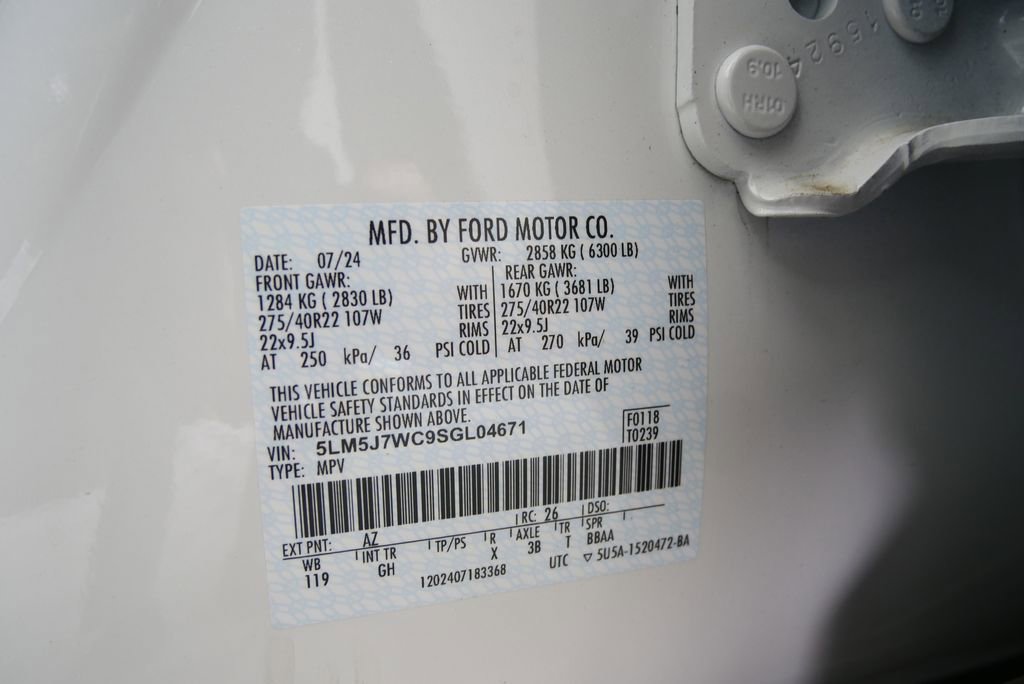 15924
10.9
.01RH
MFD. BY FORD MOTOR CO.
DATE: 07/24 GVWR: 2858 KG ( 6300 LB)
FRONT GAWR: REAR GAWR:
1284 KG ( 2830 LB) WITH 1670 KG ( 3681 LB) WITH
275/40R22 107W TIRES 275/40R22 107W TIRES
22x9.5J RIMS 22x9.5J RIMS
AT 250 kPa/ 36 PSI COLD AT 270 kPa/ 39 PSI COLD
THIS VEHICLE CONFORMS TO ALL APPLICABLE FEDERAL MOTOR
VEHICLE SAFETY STANDARDS IN EFFECT ON THE DATE OF
MANUFACTURE SHOWN ABOVE.
VIN: 5LM5J7WC9SGL04671 F0118
TYPE: MPV T0239
RC: 26 DSO:
EXT PNT: AZ
WB INT TR TP/PS R AXLE TR SPR
119 GH X 3B T BBAA
1202407183368 UTC ▽ 5U5A-1520472-BA